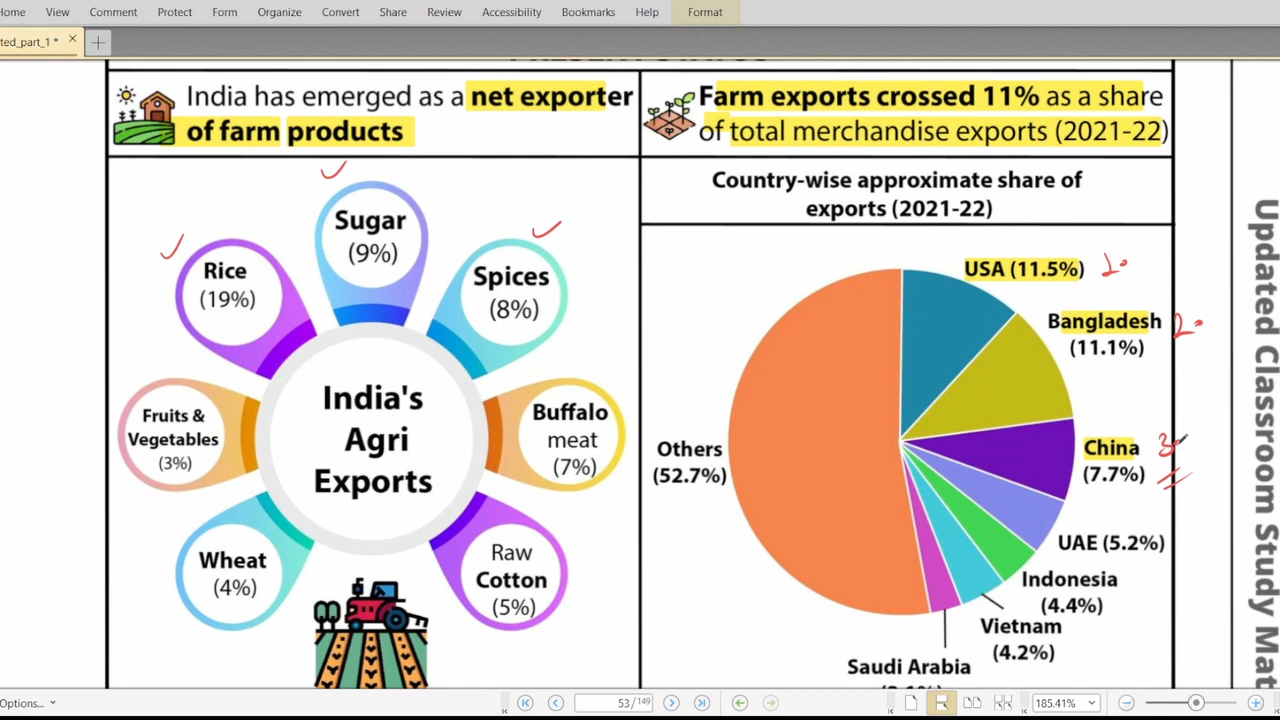 Home View Comment Protect Form Organize Convert Share Review Accessibility Bookmarks Help Format
ted_part_1 *
India has emerged as a net exporter
of farm products
Farm exports crossed 11% as a share
of total merchandise exports (2021-22)
Country-wise approximate share of
exports (2021-22)
Sugar
(9%)
Rice
(19%)
Spices
(8%)
Fruits &
Vegetables
(3%)
India's
Agri
Exports
Buffalo
meat
(7%)
Wheat
(4%)
Raw
Cotton
(5%)
USA (11.5%) 1.
Bangladesh 2.
(11.1%)
China 3
(7.7%)
UAE (5.2%)
Indonesia
(4.4%)
Vietnam
(4.2%)
Saudi Arabia
Others
(52.7%)
Updated Classroom Study Mat
Options...
53 / 149
185.41%